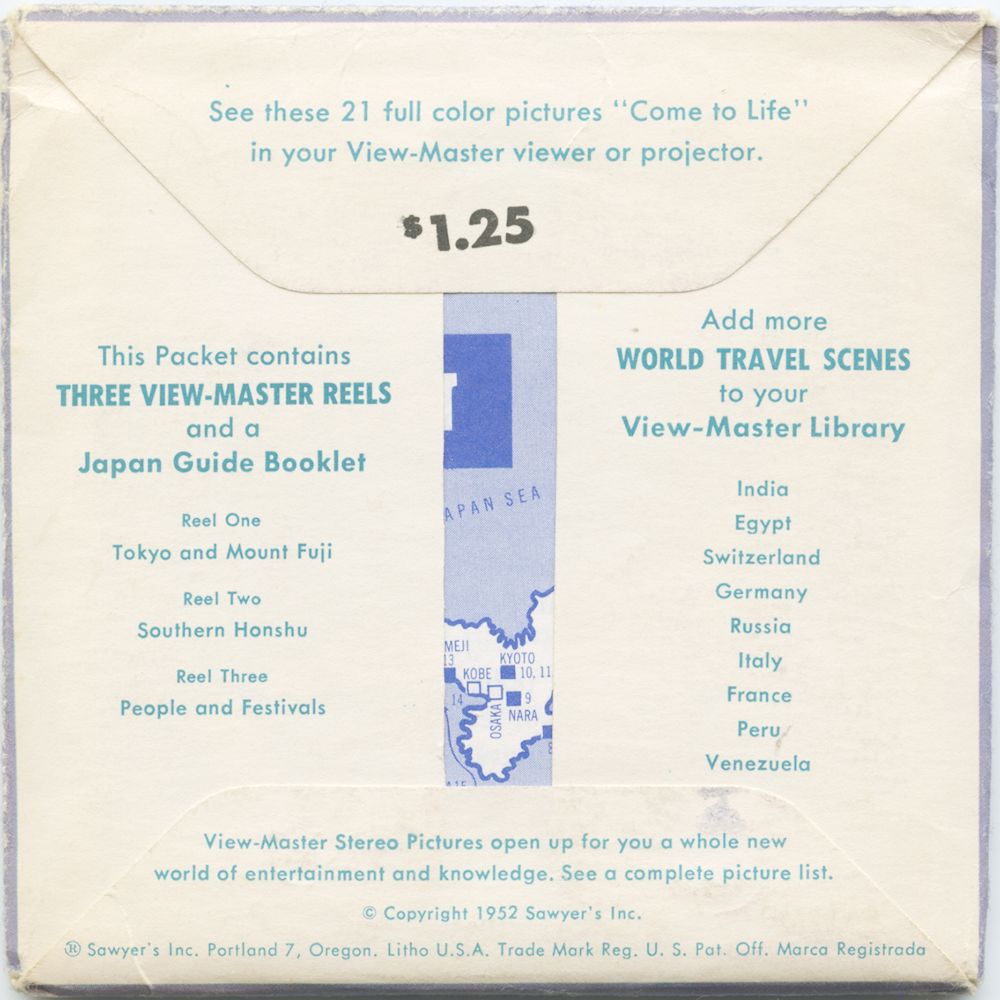 See these 21 full color pictures "Come to Life"
in your View-Master viewer or projector.
$1.25
This Packet contains
THREE VIEW-MASTER REELS
and a
Japan Guide Booklet
Reel One
Tokyo and Mount Fuji
Reel Two
Southern Honshu
Reel Three
People and Festivals
APAN SEA
MEJI
13
KYOTO
10, 11
KOBE
14
OSAKA
9
NARA
8
Add more
WORLD TRAVEL SCENES
to your
View-Master Library
India
Egypt
Switzerland
Germany
Russia
Italy
France
Peru
Venezuela
View-Master Stereo Pictures open up for you a whole new
world of entertainment and knowledge. See a complete picture list.
© Copyright 1952 Sawyer's Inc.
® Sawyer's Inc. Portland 7, Oregon. Litho U.S.A. Trade Mark Reg. U. S. Pat. Off. Marca Registrada